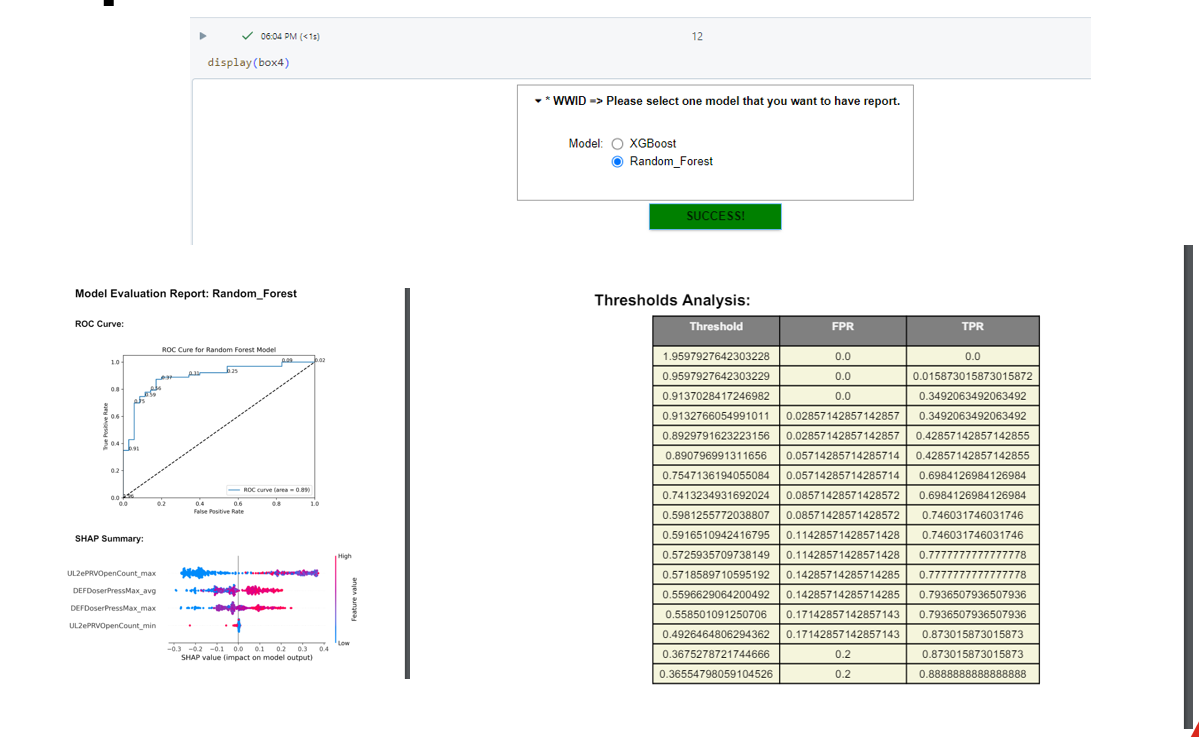 06:04 PM (<1s)
12
display(box4)
* WWID => Please select one model that you want to have report.
Model:
XGBoost
Random_Forest
SUCCESS!
Model Evaluation Report: Random_Forest
ROC Curve:
ROC Cure for Random Forest Model
True Positive Rate
1.0
0.8
0.6
0.4
0.2
0.0
0.02
0.09
0.25
0.31
0.37
0.56
0.59
0.75
0.91
ROC curve (area = 0.89)
0.0 0.2 0.4 0.6 0.8 1.0
False Positive Rate
SHAP Summary:
High
UL2ePRVOpenCount_max
DEFDoserPressMax_avg
DEFDoserPressMax_max
UL2ePRVOpenCount_min
Feature value
Low
−0.3 −0.2 −0.1 0.0 0.1 0.2 0.3 0.4
SHAP value (impact on model output)
Thresholds Analysis:
Threshold FPR TPR
1.9597927642303228 0.0 0.0
0.9597927642303229 0.0 0.015873015873015872
0.9137028417246982 0.0 0.3492063492063492
0.9132766054991011 0.02857142857142857 0.3492063492063492
0.8929791623223156 0.02857142857142857 0.42857142857142855
0.890796991311656 0.05714285714285714 0.42857142857142855
0.7547136194055084 0.05714285714285714 0.6984126984126984
0.7413234931692024 0.08571428571428572 0.6984126984126984
0.5981255772038807 0.08571428571428572 0.746031746031746
0.5916510942416795 0.11428571428571428 0.746031746031746
0.5725935709738149 0.11428571428571428 0.7777777777777778
0.5718589710595192 0.14285714285714285 0.7777777777777778
0.5596629064200492 0.14285714285714285 0.7936507936507936
0.558501091250706 0.17142857142857143 0.7936507936507936
0.4926464806294362 0.17142857142857143 0.873015873015873
0.3675278721744666 0.2 0.873015873015873
0.36554798059104526 0.2 0.8888888888888888